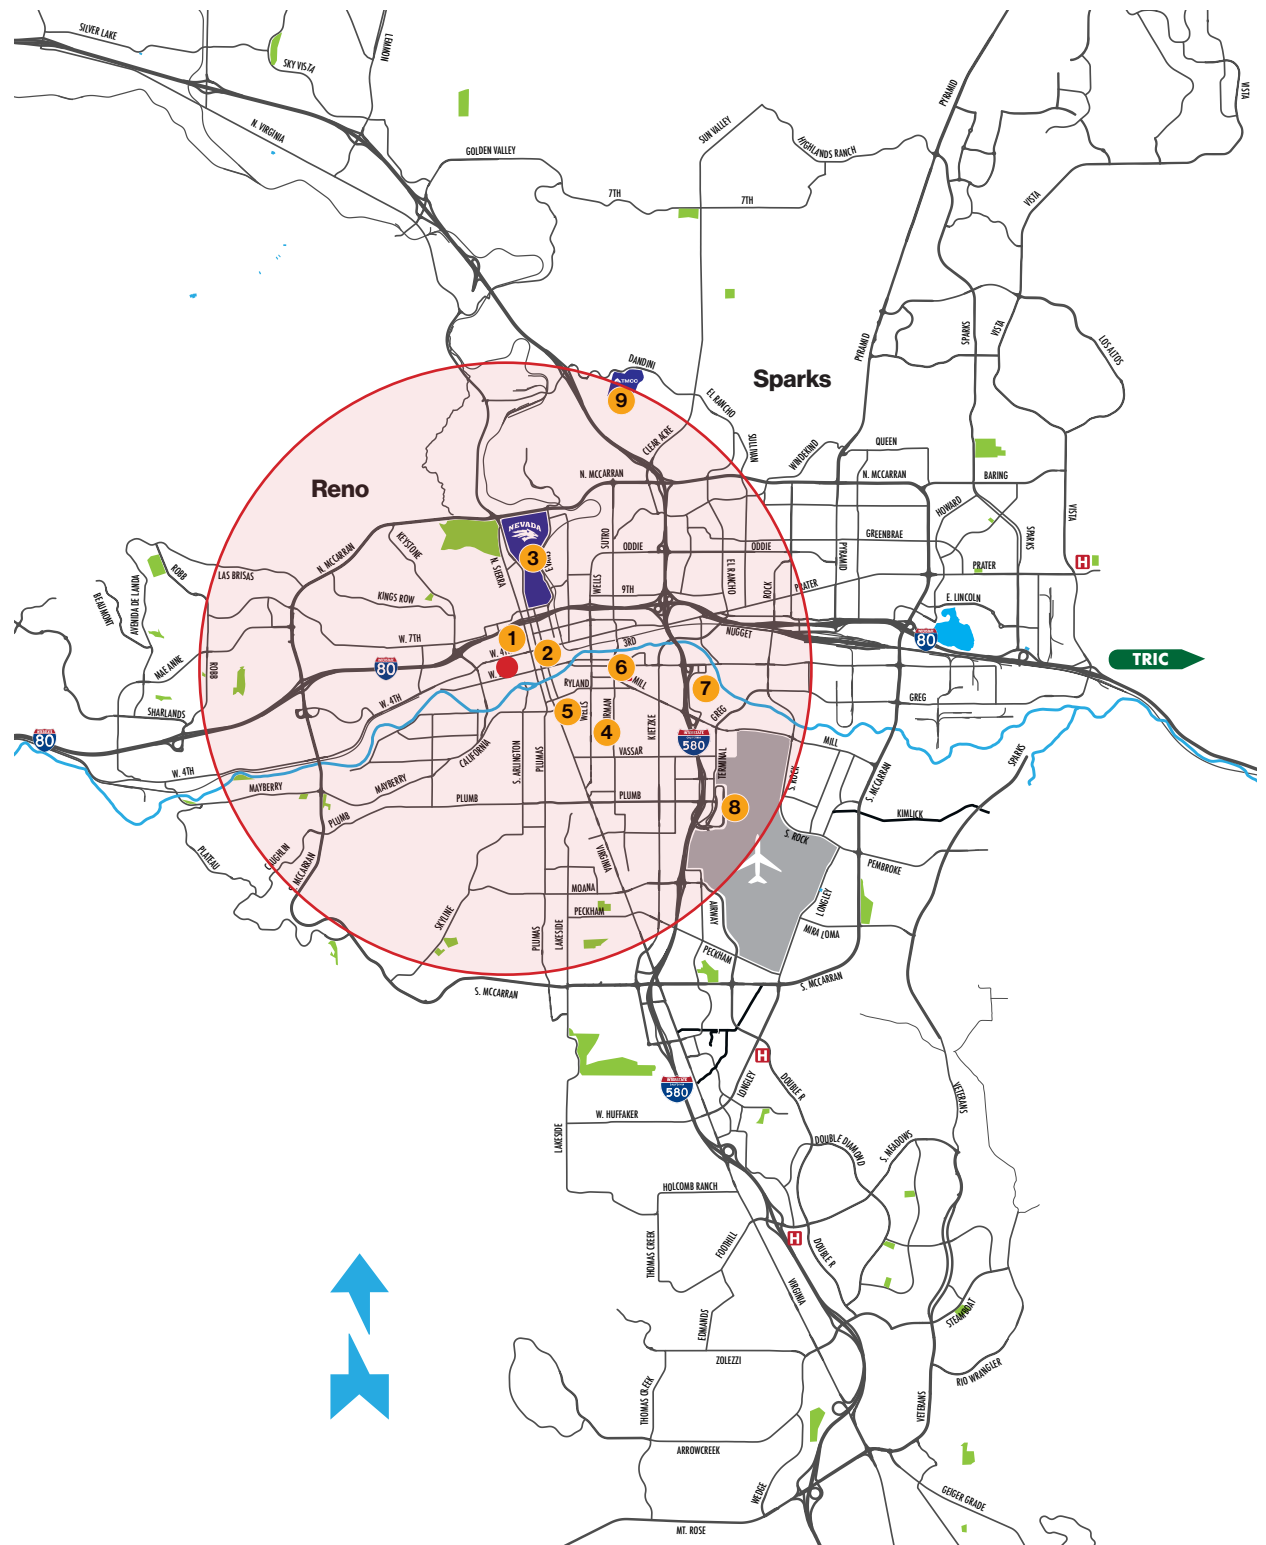 SILVER LAKE
LEMMON
SKY VISTA
PYRAMID
VISTA
N. VIRGINIA
SUN VALLEY
HIGHLANDS RANCH
GOLDEN VALLEY
7TH
7TH
VISTA
SPARKS
VISTA
PYRAMID
LOS ALTOS
DANDINI
Sparks
TMCC
9
EL RANCHO
CLEAR ACRE
SULLIVAN
WINDEKIND
QUEEN
N. MCCARRAN
N. MCCARRAN
BARING
Reno
HOWARD
VISTA
NEVADA
KEYSTONE
SUTRO
GREENBRAE
SPARKS
N. MCCARRAN
ODDIE
ODDIE
PYRAMID
3
H
ROBB
LAS BRISAS
N. SIERRA
WELLS
9TH
EL RANCHO
ROCK
PRATER
PRATER
AVENIDA DE LANDA
BEAUMONT
KINGS ROW
E. LINCOLN
1
W. 7TH
NUGGET
80
3RD
2
TRIC
MAE ANNE
ROBB
80
W.
6
MILL
RYLAND
7
W. 4TH
GREG
SHARLANDS
5
WELLS
GREG
80
4
KIETZKE
580
CALIFORNIA
S. ARLINGTON
PLUMAS
VASSAR
TERMINAL
MILL
SPARKS
W. 4TH
MAYBERRY
MAYBERRY
S. ROCK
S. MCCARRAN
PLUMB
PLUMB
8
KIMLICK
PLUMB
S. ROCK
PLATEAU
CAUGHLIN
S. MCCARRAN
VIRGINIA
PEMBROKE
MOANA
LONGLEY
SKYLINE
PECKHAM
AIRWAY
MIRA LOMA
PLUMAS
LAKESIDE
PECKHAM
S. MCCARRAN
S. MCCARRAN
H
580
LONGLEY
DOUBLE R
VETERANS
W. HUFFAKER
LAKESIDE
DOUBLE DIAMOND
S. MEADOWS
HOLCOMB RANCH
THOMAS CREEK
FOOTHILL
H
DOUBLE R
VIRGINIA
STEAMBOAT
EDMANDS
ZOLEZZI
RIO WRANGLER
THOMAS CREEK
VETERANS
ARROWCREEK
WEDGE
GEIGER GRADE
MT. ROSE